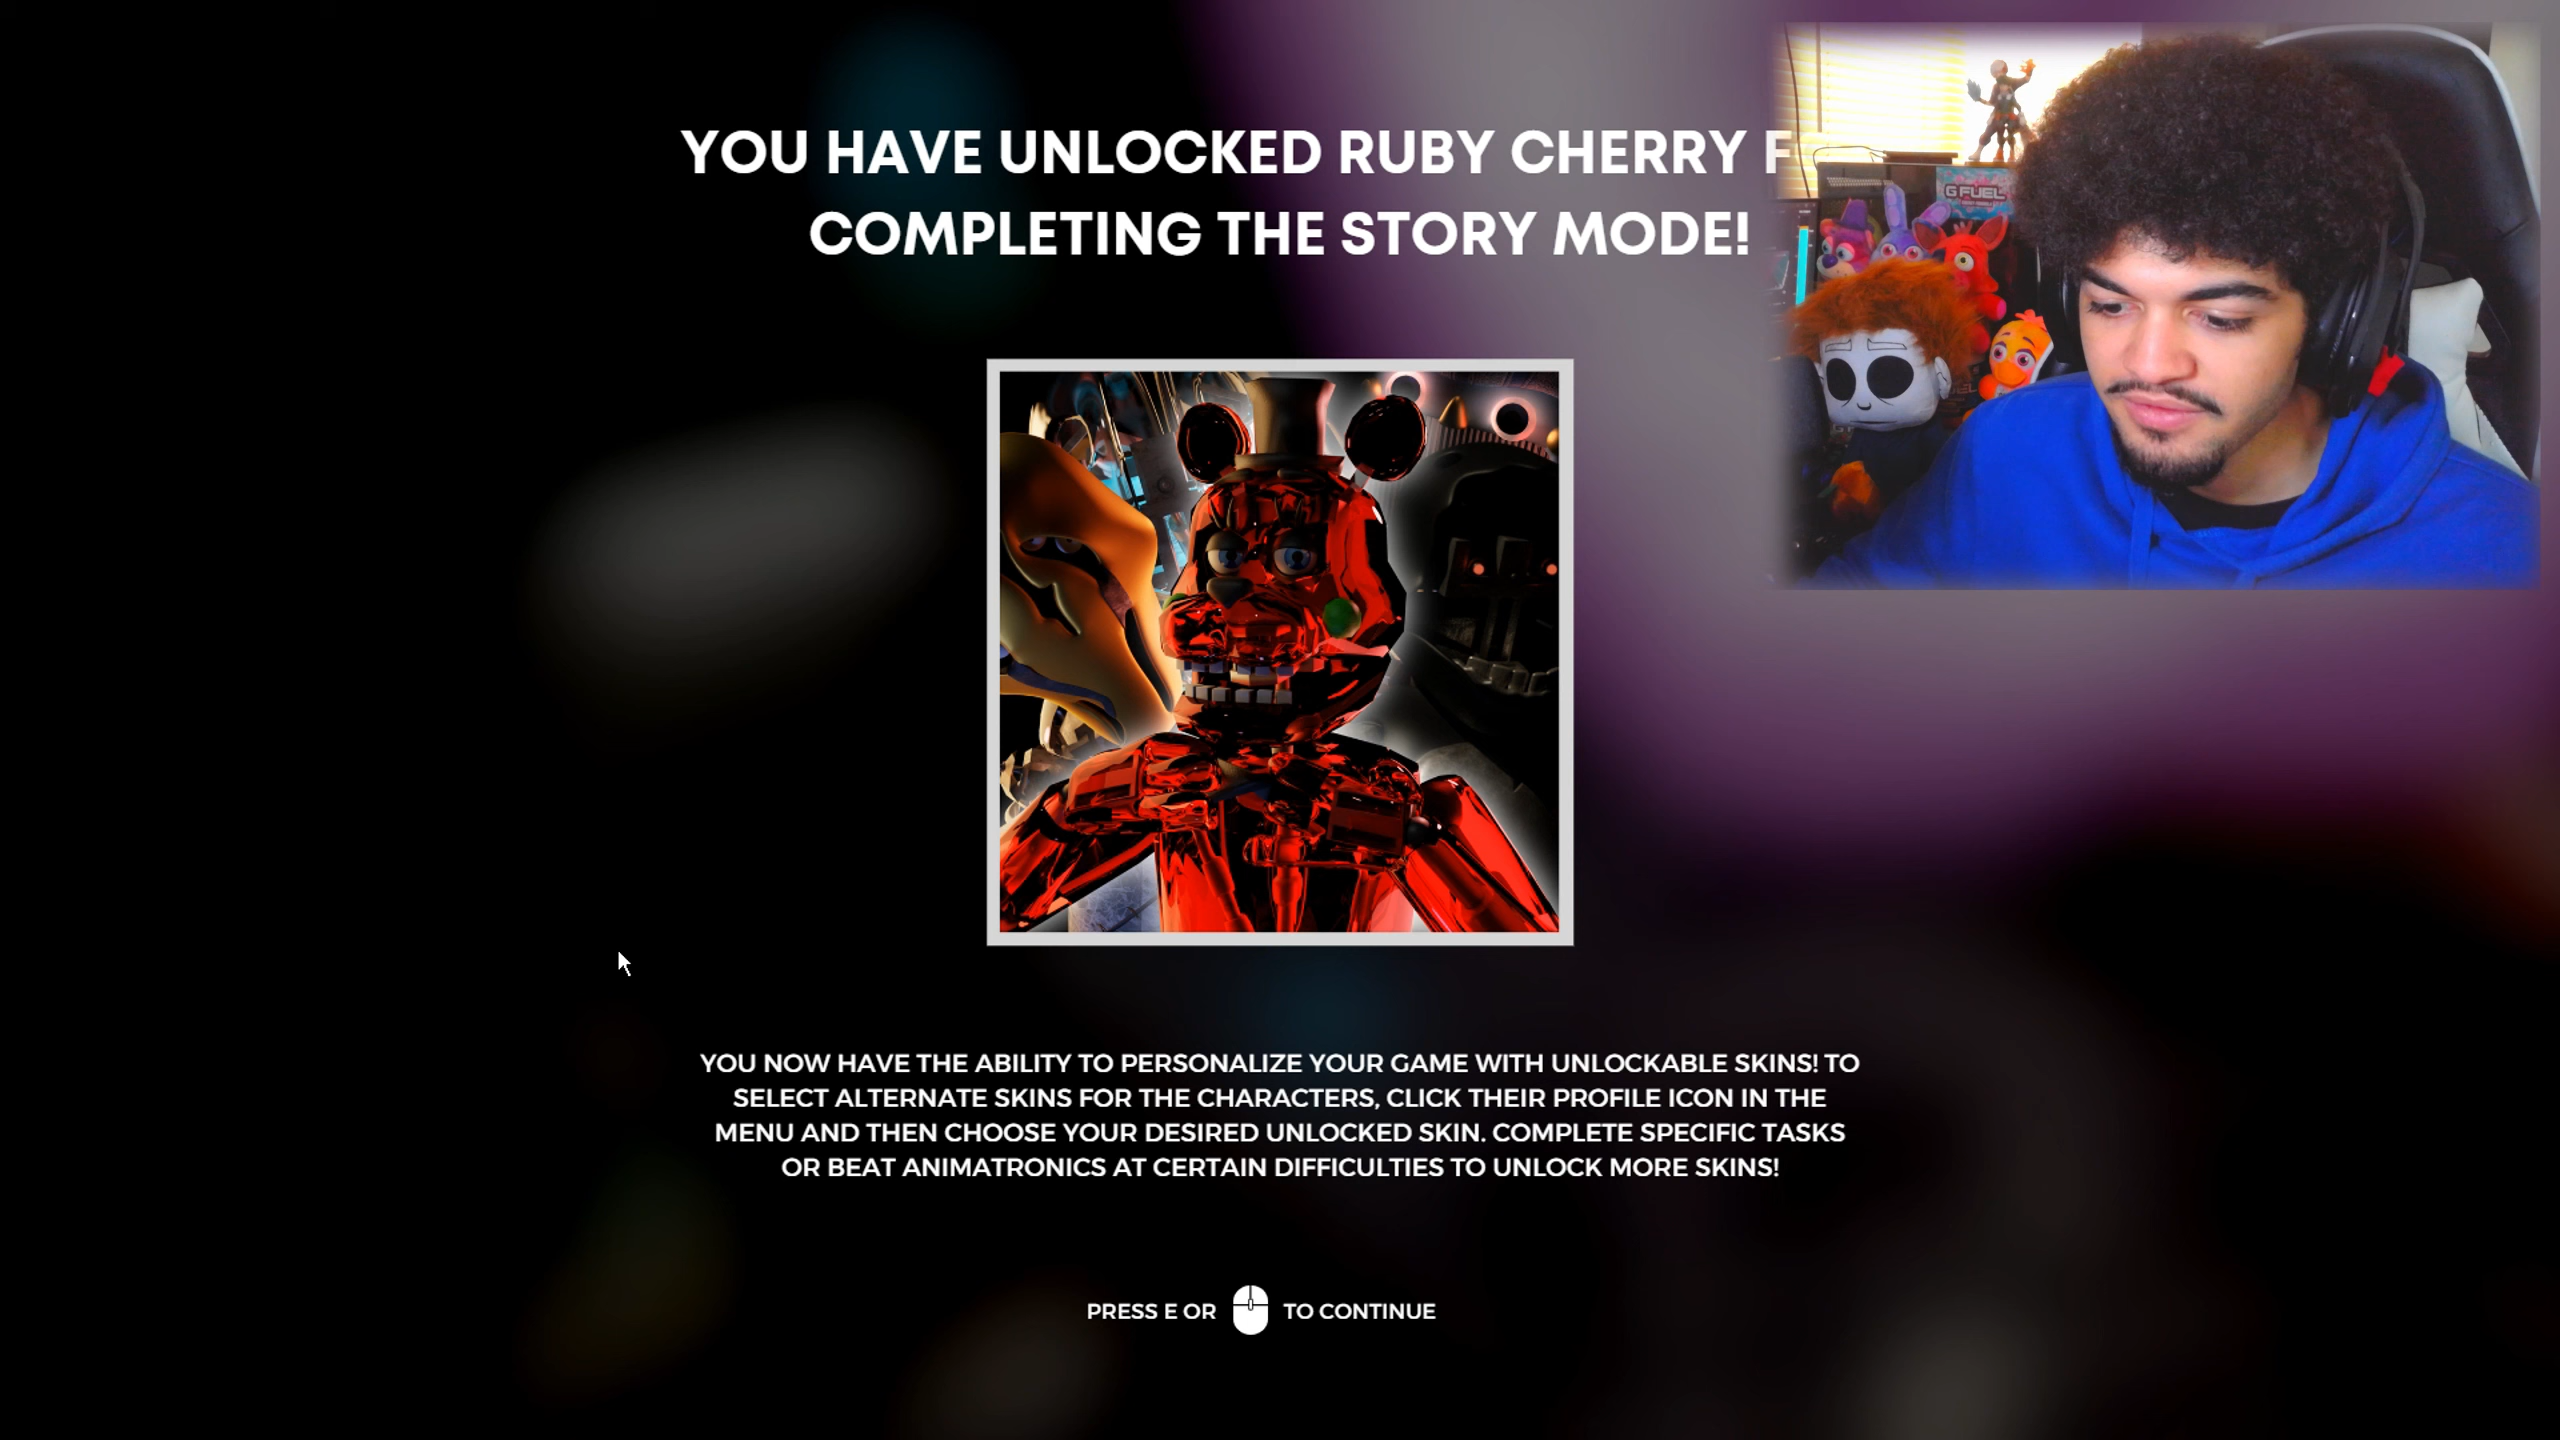 YOU HAVE UNLOCKED RUBY CHERRY
COMPLETING THE STORY MODE!
G FUEL
YOU NOW HAVE THE ABILITY TO PERSONALIZE YOUR GAME WITH UNLOCKABLE SKINS! TO
SELECT ALTERNATE SKINS FOR THE CHARACTERS, CLICK THEIR PROFILE ICON IN THE
MENU AND THEN CHOOSE YOUR DESIRED UNLOCKED SKIN. COMPLETE SPECIFIC TASKS
OR BEAT ANIMATRONICS AT CERTAIN DIFFICULTIES TO UNLOCK MORE SKINS!
PRESS E OR TO CONTINUE